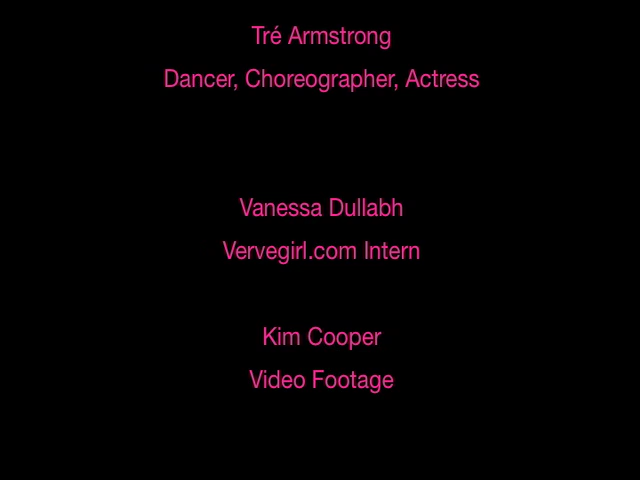 Tré Armstrong
Dancer, Choreographer, Actress
Vanessa Dullabh
Vervegirl.com Intern
Kim Cooper
Video Footage